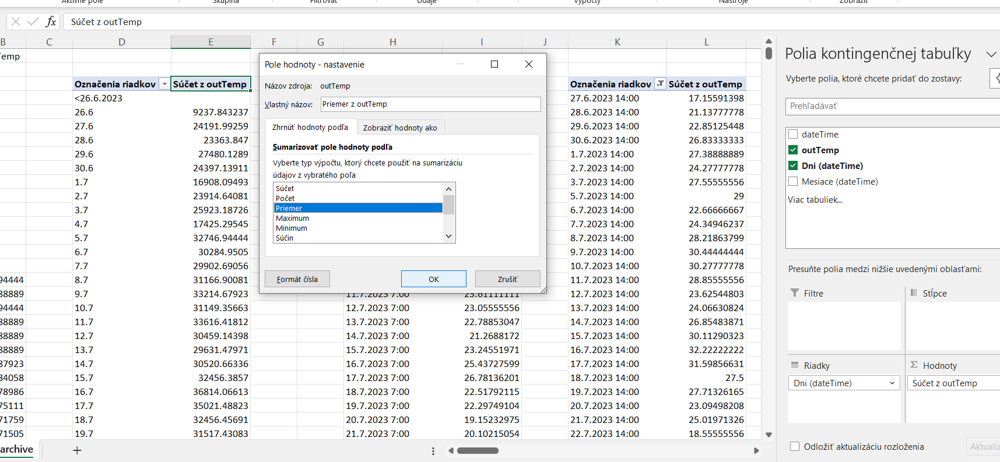 Aktívne pole Skupina Filtrovať Údaje Výpočty Nástroje Zobraziť
fx Súčet z outTemp
B C D E F G H I J K L
Temp
Označenia riadkov Súčet z outTemp
<26.6.2023
26.6 9237.843237
27.6 24191.99259
28.6 23363.847
29.6 27480.1289
30.6 24397.13911
1.7 16908.09493
2.7 23914.64081
3.7 25923.18726
4.7 17425.29545
5.7 32746.94444
6.7 30284.9505
7.7 29902.69056
94444 8.7 31166.90081
38889 9.7 33214.67923
94444 10.7 31149.35663
38889 11.7 33616.41812
38889 12.7 30459.14398
38889 13.7 29631.47971
37923 14.7 30520.66336
34058 15.7 32456.3857
78986 16.7 36814.06613
75111 17.7 35021.48823
71759 18.7 32456.45691
71505 19.7 31517.43083
Pole hodnoty - nastavenie
Názov zdroja: outTemp
Vlastný názov: Priemer z outTemp
Zhrnúť hodnoty podľa Zobraziť hodnoty ako
Sumarizovať pole hodnoty podľa
Vyberte typ výpočtu, ktorý chcete použiť na sumarizáciu
údajov z vybratého poľa
Súčet
Počet
Priemer
Maximum
Minimum
Súčin
Formát čísla OK Zrušiť
11.7.2023 7:00 23.61111111
12.7.2023 7:00 23.05555556
13.7.2023 7:00 22.78853047
14.7.2023 7:00 21.2688172
15.7.2023 7:00 23.24551971
16.7.2023 7:00 25.43727599
17.7.2023 7:00 26.78136201
18.7.2023 7:00 22.51792115
19.7.2023 7:00 22.29749104
20.7.2023 7:00 19.15232975
21.7.2023 7:00 20.10215054
Označenia riadkov Súčet z outTemp
27.6.2023 14:00 17.15591398
28.6.2023 14:00 21.13777778
29.6.2023 14:00 22.85125448
30.6.2023 14:00 26.83333333
1.7.2023 14:00 27.38888889
2.7.2023 14:00 24.27777778
3.7.2023 14:00 27.55555556
5.7.2023 14:00 29
6.7.2023 14:00 22.66666667
7.7.2023 14:00 24.34946237
8.7.2023 14:00 28.21863799
9.7.2023 14:00 30.44444444
10.7.2023 14:00 30.27777778
11.7.2023 14:00 28.85555556
12.7.2023 14:00 23.62544803
13.7.2023 14:00 24.06630824
14.7.2023 14:00 26.85483871
15.7.2023 14:00 30.11290323
16.7.2023 14:00 32.22222222
17.7.2023 14:00 31.59856631
18.7.2023 14:00 27.5
19.7.2023 14:00 27.71326165
20.7.2023 14:00 23.09498208
21.7.2023 14:00 25.01971326
22.7.2023 14:00 18.55555556
archive
Polia kontingenčnej tabuľky
Vyberte polia, ktoré chcete pridať do zostavy:
Prehľadávať
dateTime
outTemp
Dni (dateTime)
Mesiace (dateTime)
Viac tabuliek...
Presuňte polia medzi nižšie uvedenými oblasťami:
Filtre Stĺpce
Riadky Σ Hodnoty
Dni (dateTime) Súčet z outTemp
Odložiť aktualizáciu rozloženia Aktualiz